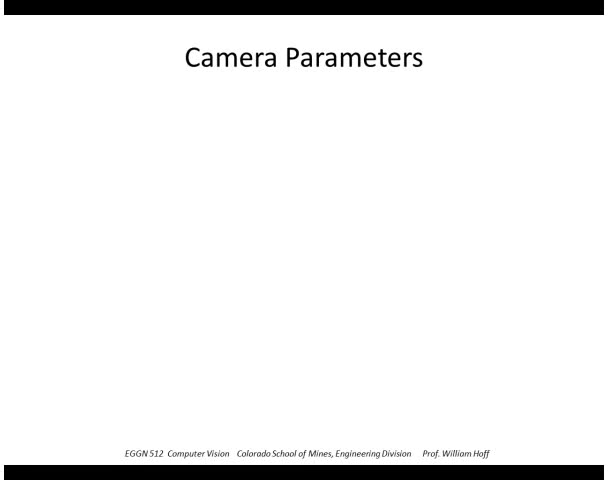 Camera Parameters
EGGN 512 Computer Vision Colorado School of Mines, Engineering Division Prof. William Hoff